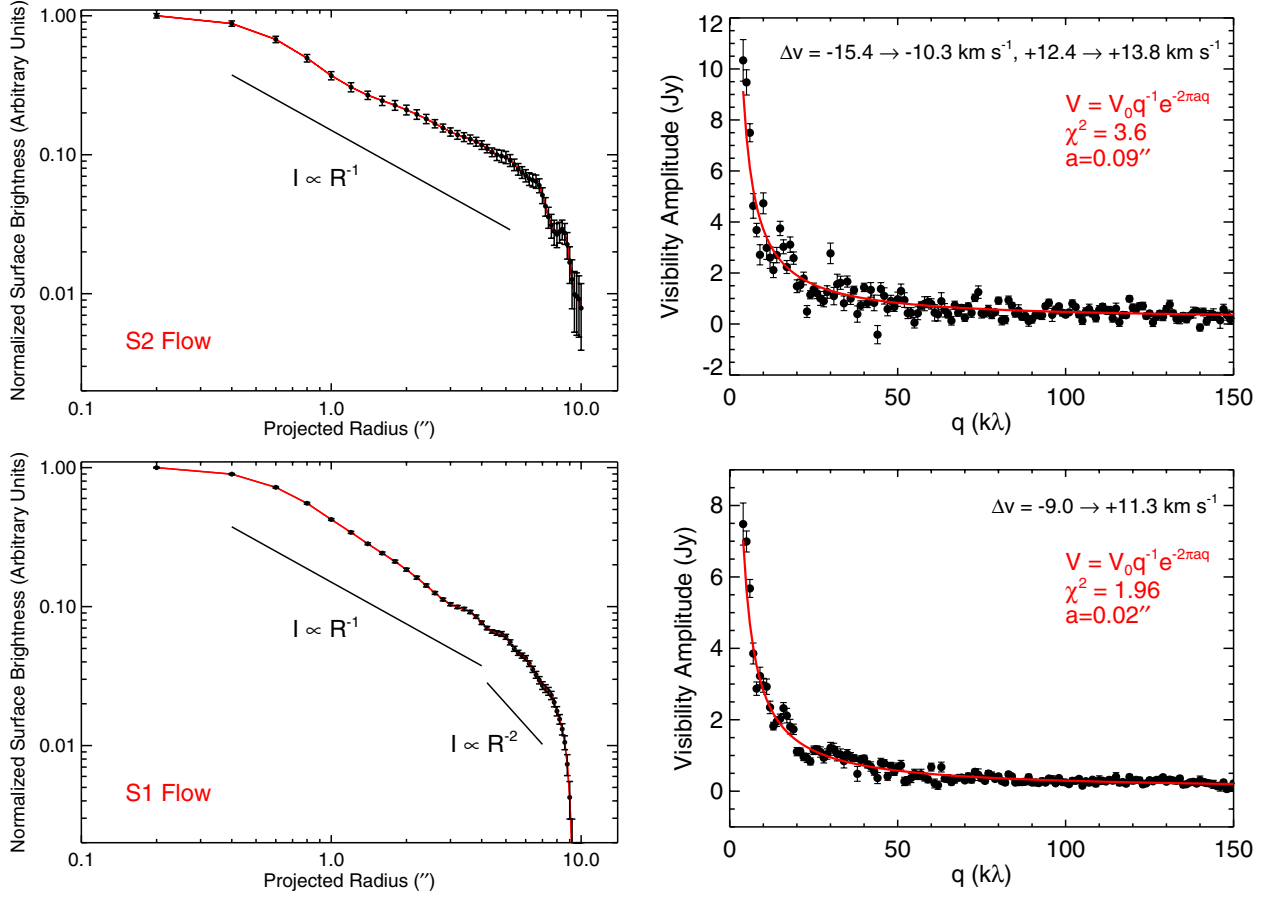 Normalized Surface Brightness (Arbitrary Units)
1.00
0.10
0.01
I ∝ R⁻¹
S2 Flow
0.1
1.0
10.0
Projected Radius (″)
Visibility Amplitude (Jy)
12
10
8
6
4
2
0
-2
Δv = -15.4 → -10.3 km s⁻¹, +12.4 → +13.8 km s⁻¹
V = V₀q⁻¹e⁻²πᵃq
χ² = 3.6
a=0.09″
0
50
100
150
q (kλ)
Normalized Surface Brightness (Arbitrary Units)
1.00
0.10
0.01
I ∝ R⁻¹
I ∝ R⁻²
S1 Flow
0.1
1.0
10.0
Projected Radius (″)
Visibility Amplitude (Jy)
8
6
4
2
0
Δv = -9.0 → +11.3 km s⁻¹
V = V₀q⁻¹e⁻²πᵃq
χ² = 1.96
a=0.02″
0
50
100
150
q (kλ)